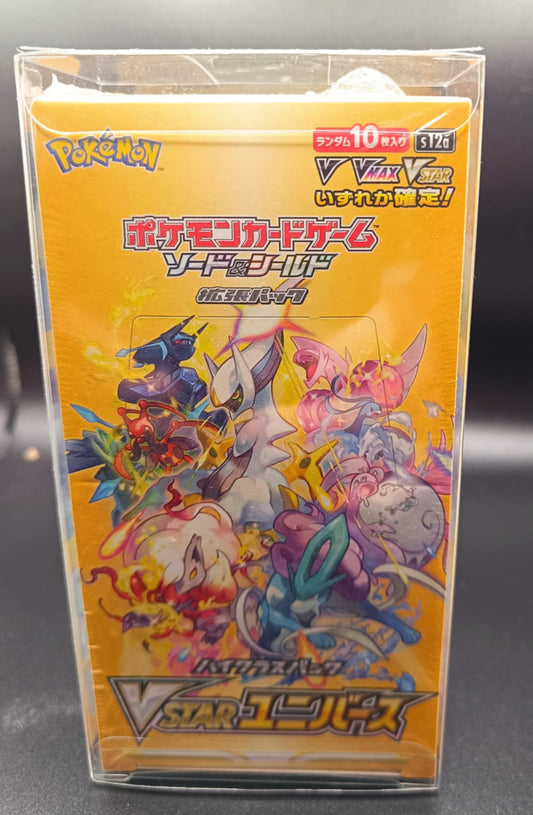 Pokémon™
ランダム10枚入り s12a
V VMAX VSTAR
いずれか確定!
ポケモンカードゲーム™
ソード&シールド
拡張パック
ハイクラスパック
VSTARユニバース